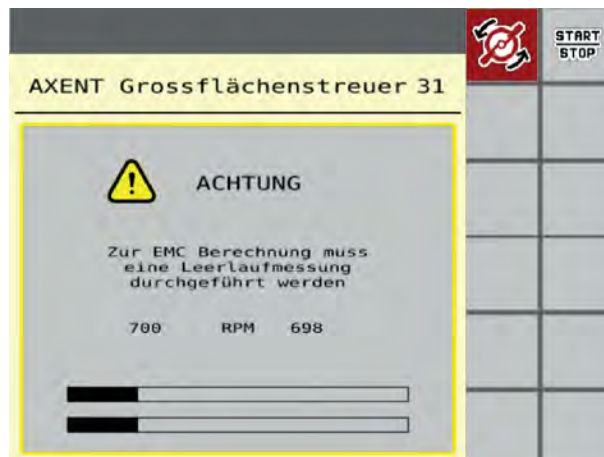 START
STOP
AXENT Grossflächenstreuer 31
ACHTUNG
Zur EMC Berechnung muss
eine Leerlaufmessung
durchgeführt werden
700 RPM 698